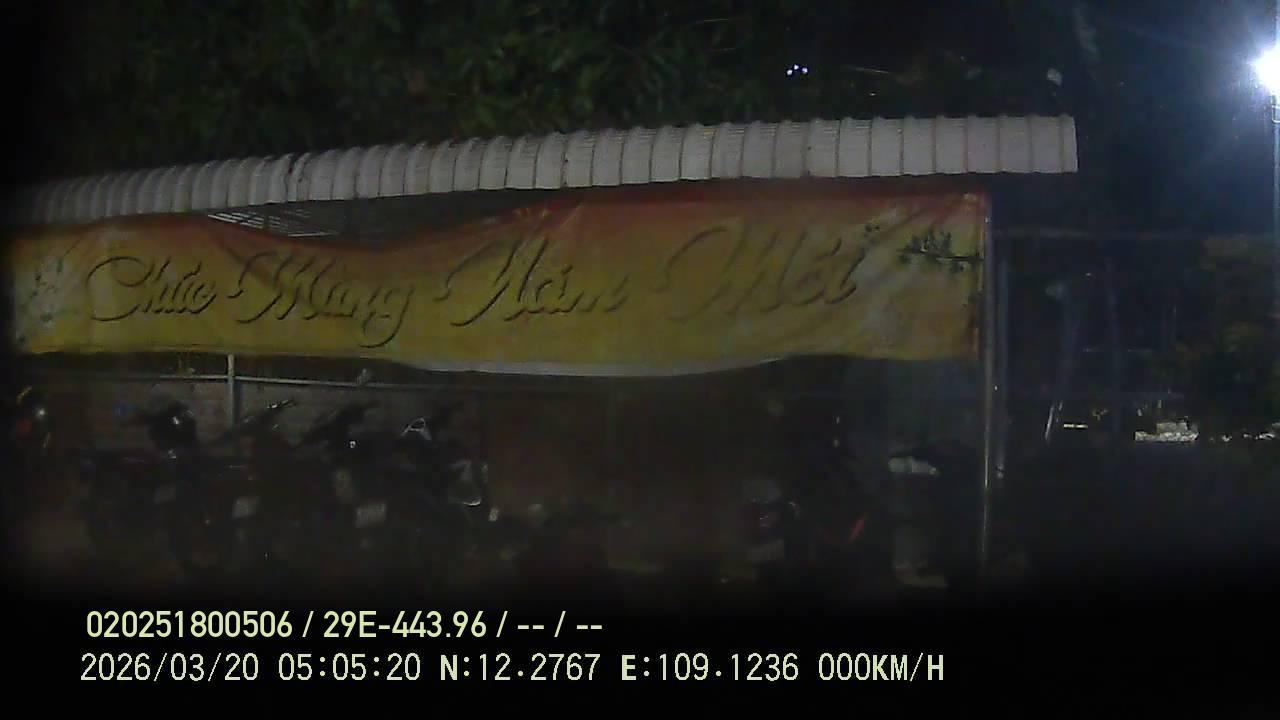 Chúc Mừng Năm Mới
020251800506 / 29E-443.96 / -- / --
2026/03/20 05:05:20 N:12.2767 E:109.1236 000KM/H